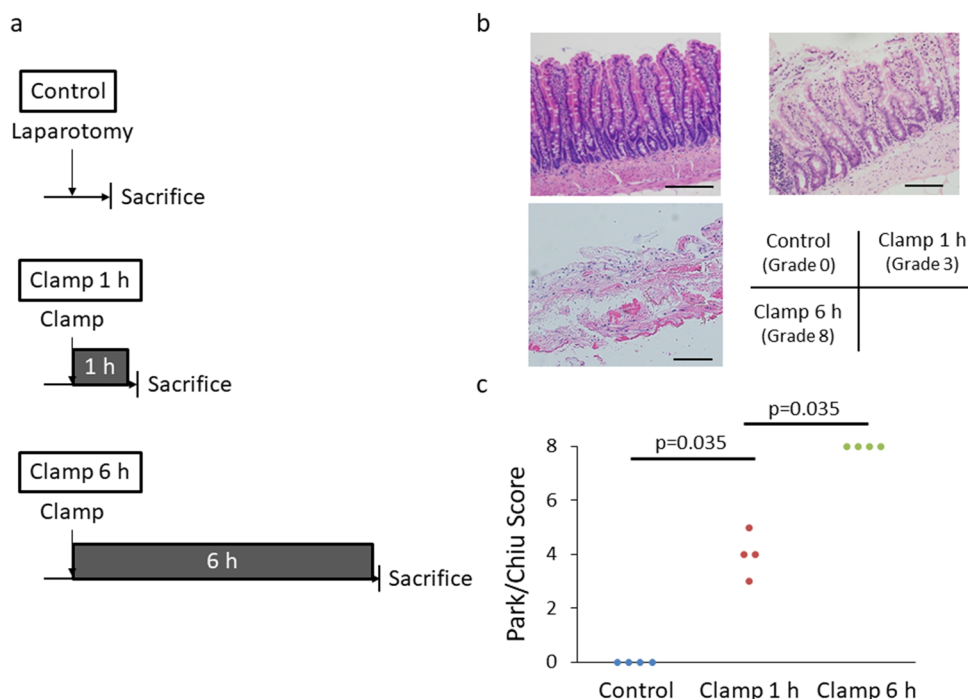 a
Control
Laparotomy
Sacrifice
Clamp 1 h
Clamp
1 h
Sacrifice
Clamp 6 h
Clamp
6 h
Sacrifice
b
Control
(Grade 0)
Clamp 1 h
(Grade 3)
Clamp 6 h
(Grade 8)
c
p=0.035
p=0.035
Park/Chiu Score
8
6
4
2
0
Control
Clamp 1 h
Clamp 6 h